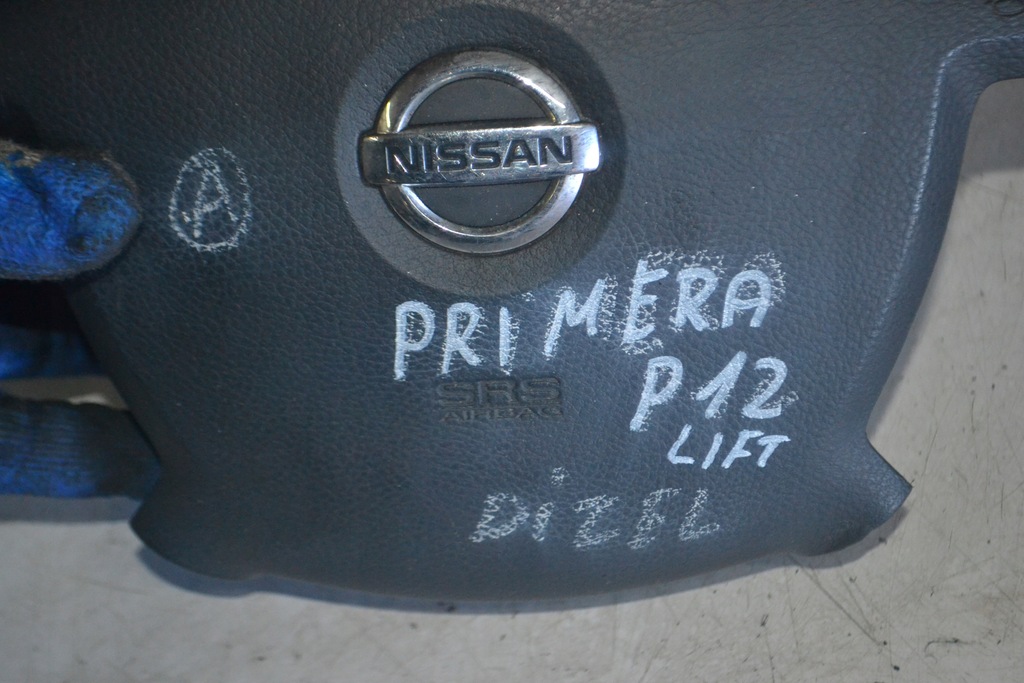 NISSAN
A
PRiMERA
SRS
AIRBAG
P12
LIFT
DiZEL